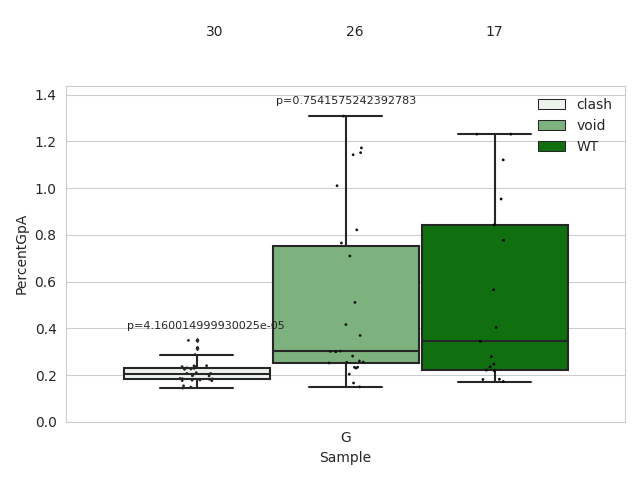 30 26 17
p=0.7541575242392783
p=4.160014999930025e-05
clash
void
WT
PercentGpA
1.4
1.2
1.0
0.8
0.6
0.4
0.2
0.0
G
Sample